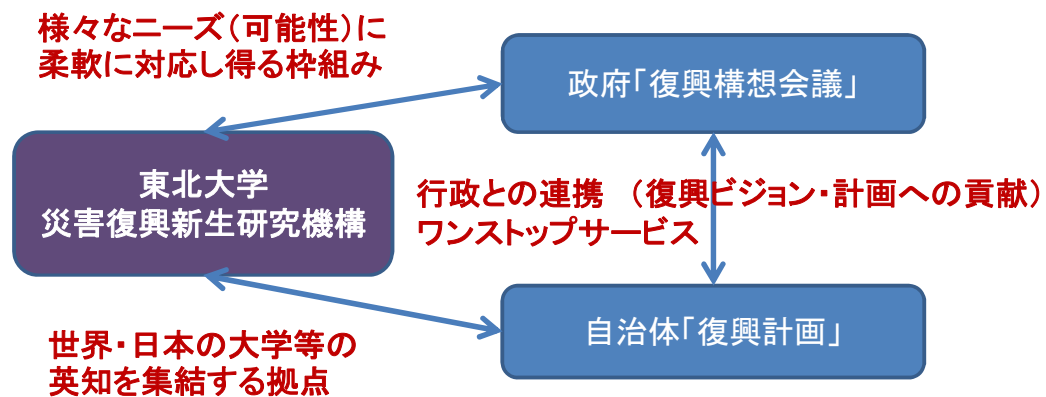 様々なニーズ（可能性）に
柔軟に対応し得る枠組み
政府「復興構想会議」
東北大学
災害復興新生研究機構
行政との連携　（復興ビジョン・計画への貢献）
ワンストップサービス
自治体「復興計画」
世界・日本の大学等の
英知を集結する拠点